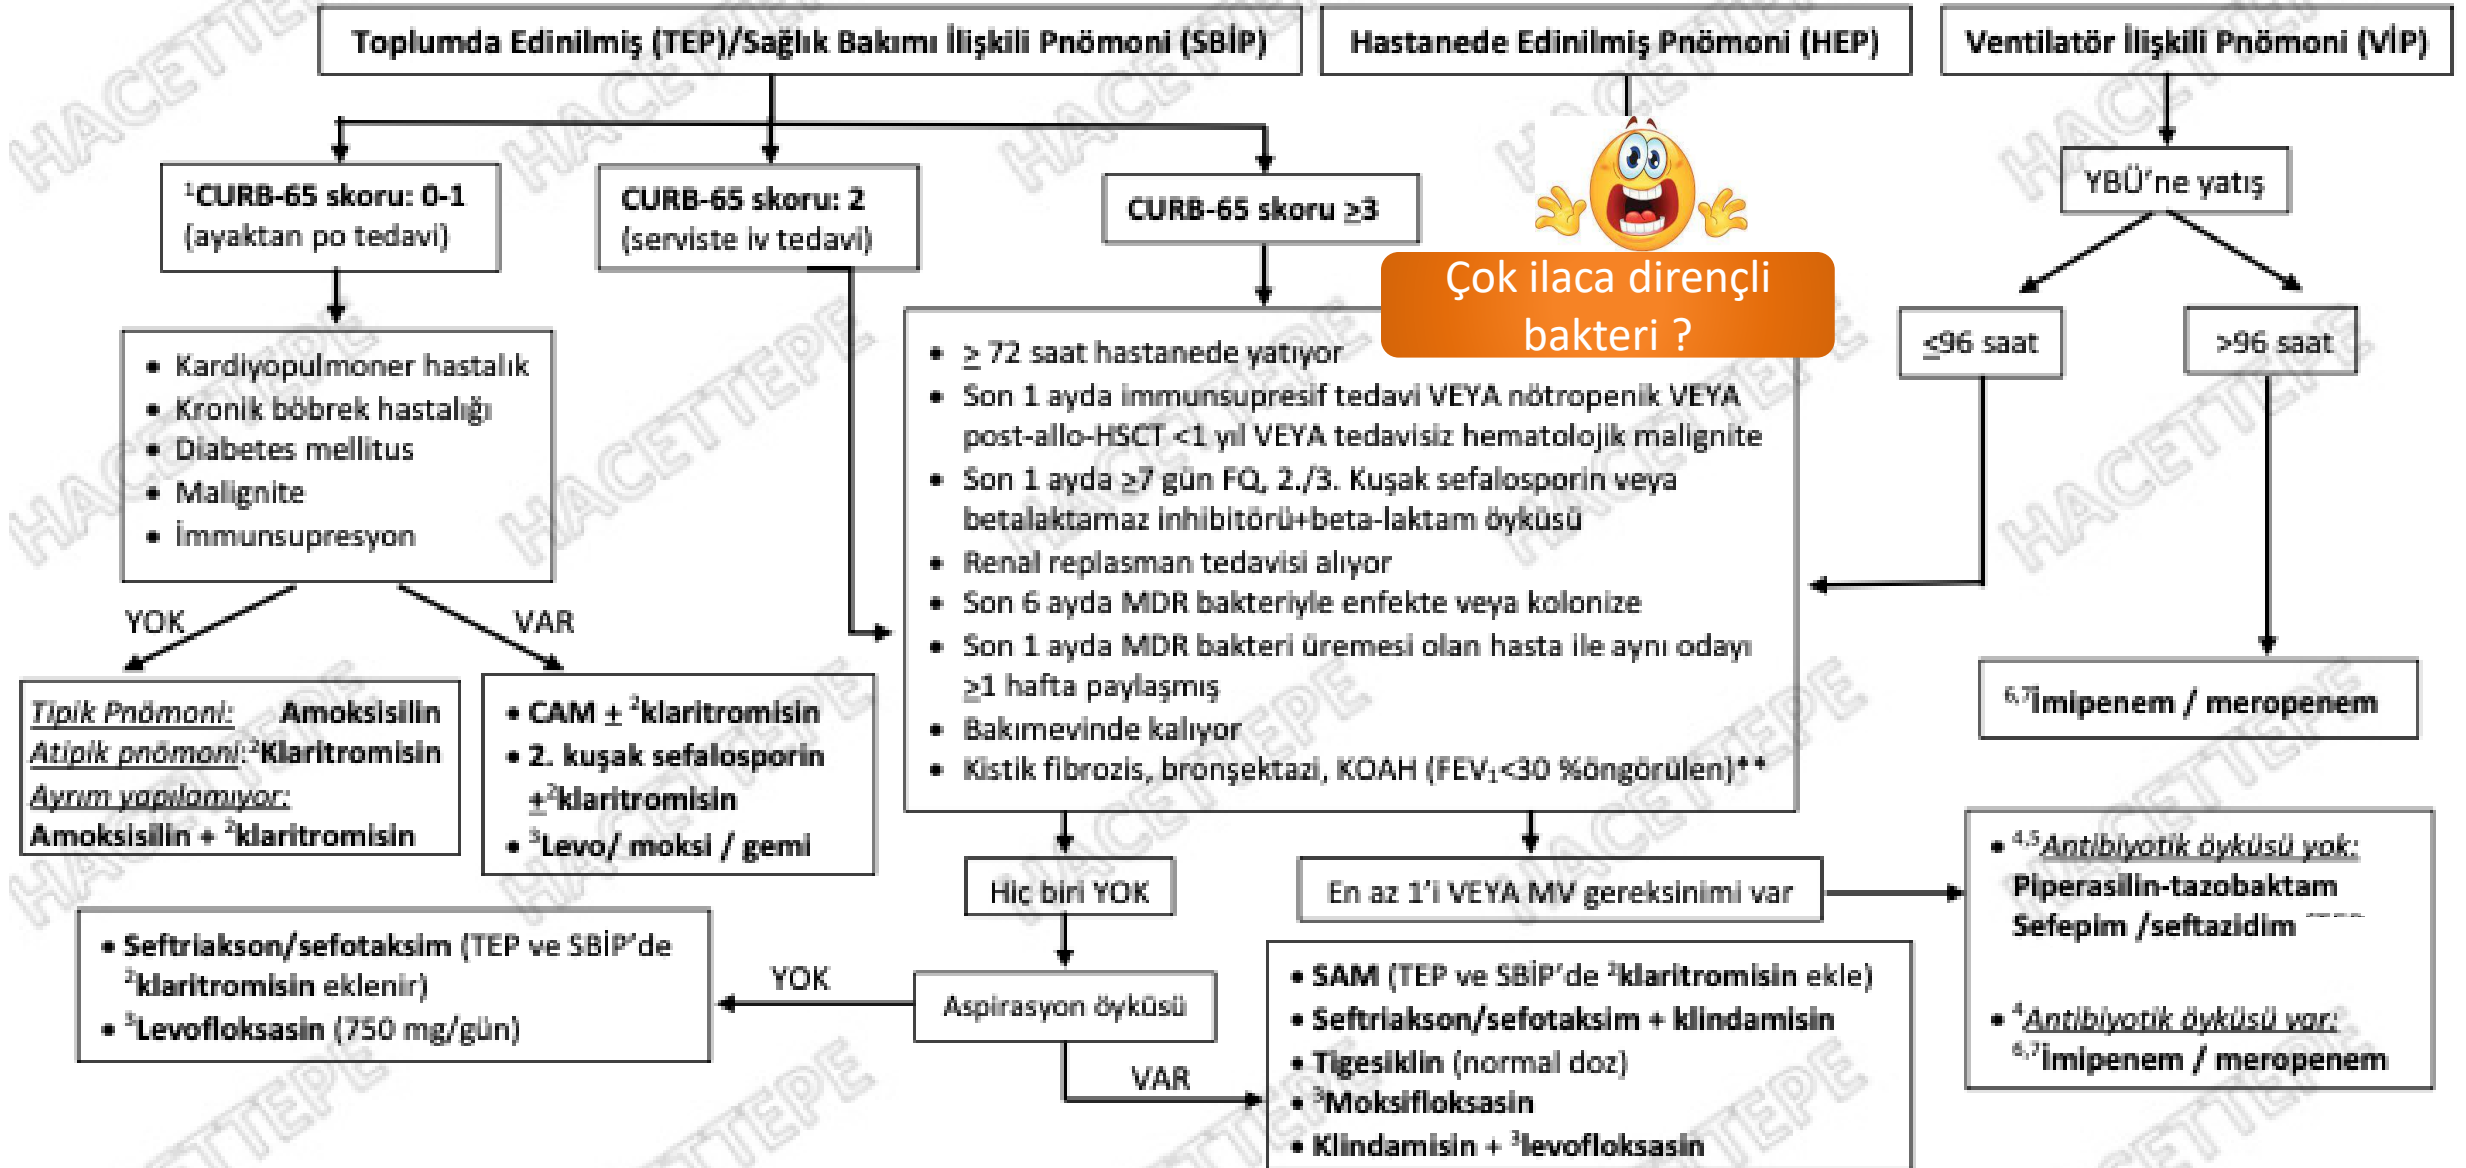 Toplumda Edinilmiş (TEP)/Sağlık Bakımı İlişkili Pnömoni (SBİP)
Hastanede Edinilmiş Pnömoni (HEP)
Ventilatör İlişkili Pnömoni (VİP)
¹CURB-65 skoru: 0-1
(ayaktan po tedavi)
CURB-65 skoru: 2
(serviste iv tedavi)
CURB-65 skoru ≥3
Çok ilaca dirençli
bakteri ?
YBÜ'ne yatış
≤96 saat
>96 saat
• Kardiyopulmoner hastalık
• Kronik böbrek hastalığı
• Diabetes mellitus
• Malignite
• İmmunsupresyon
YOK
VAR
Tipik Pnömoni: Amoksisilin
Atipik pnömoni: ²Klaritromisin
Ayrım yapılamıyor:
Amoksisilin + ²klaritromisin
• CAM ± ²klaritromisin
• 2. kuşak sefalosporin
±²klaritromisin
• ³Levo/ moksi / gemi
• ≥ 72 saat hastanede yatıyor
• Son 1 ayda immunsupresif tedavi VEYA nötropenik VEYA
post-allo-HSCT <1 yıl VEYA tedavisiz hematolojik malignite
• Son 1 ayda ≥7 gün FQ, 2./3. Kuşak sefalosporin veya
betalaktamaz inhibitörü+beta-laktam öyküsü
• Renal replasman tedavisi alıyor
• Son 6 ayda MDR bakteriyle enfekte veya kolonize
• Son 1 ayda MDR bakteri üremesi olan hasta ile aynı odayı
≥1 hafta paylaşmış
• Bakımevinde kalıyor
• Kistik fibrozis, bronşektazi, KOAH (FEV₁<30 %öngörülen)**
⁶,⁷İmipenem / meropenem
Hiç biri YOK
En az 1'i VEYA MV gereksinimi var
• ⁴,⁵Antibiyotik öyküsü yok:
Piperasilin-tazobaktam
Sefepim /seftazidim
• ⁴Antibiyotik öyküsü var:
⁶,⁷İmipenem / meropenem
Aspirasyon öyküsü
YOK
VAR
• Seftriakson/sefotaksim (TEP ve SBİP'de
²klaritromisin eklenir)
• ³Levofloksasin (750 mg/gün)
• SAM (TEP ve SBİP'de ²klaritromisin ekle)
• Seftriakson/sefotaksim + klindamisin
• Tigesiklin (normal doz)
• ³Moksifloksasin
• Klindamisin + ³levofloksasin
HACETTEPE